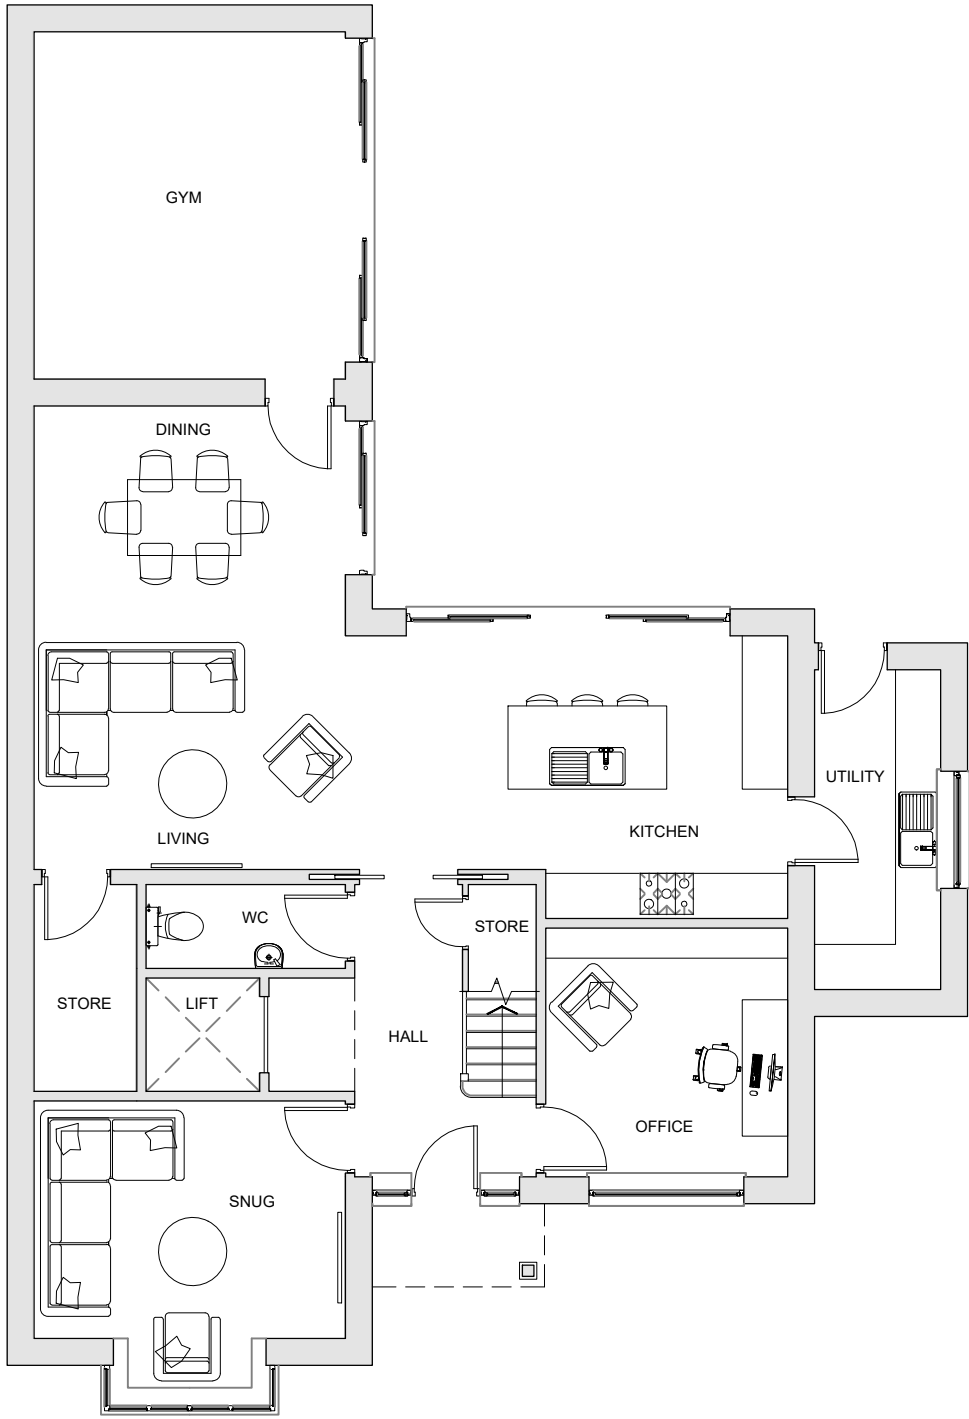 GYM
DINING
UTILITY
KITCHEN
LIVING
WC
STORE
STORE
LIFT
HALL
OFFICE
SNUG